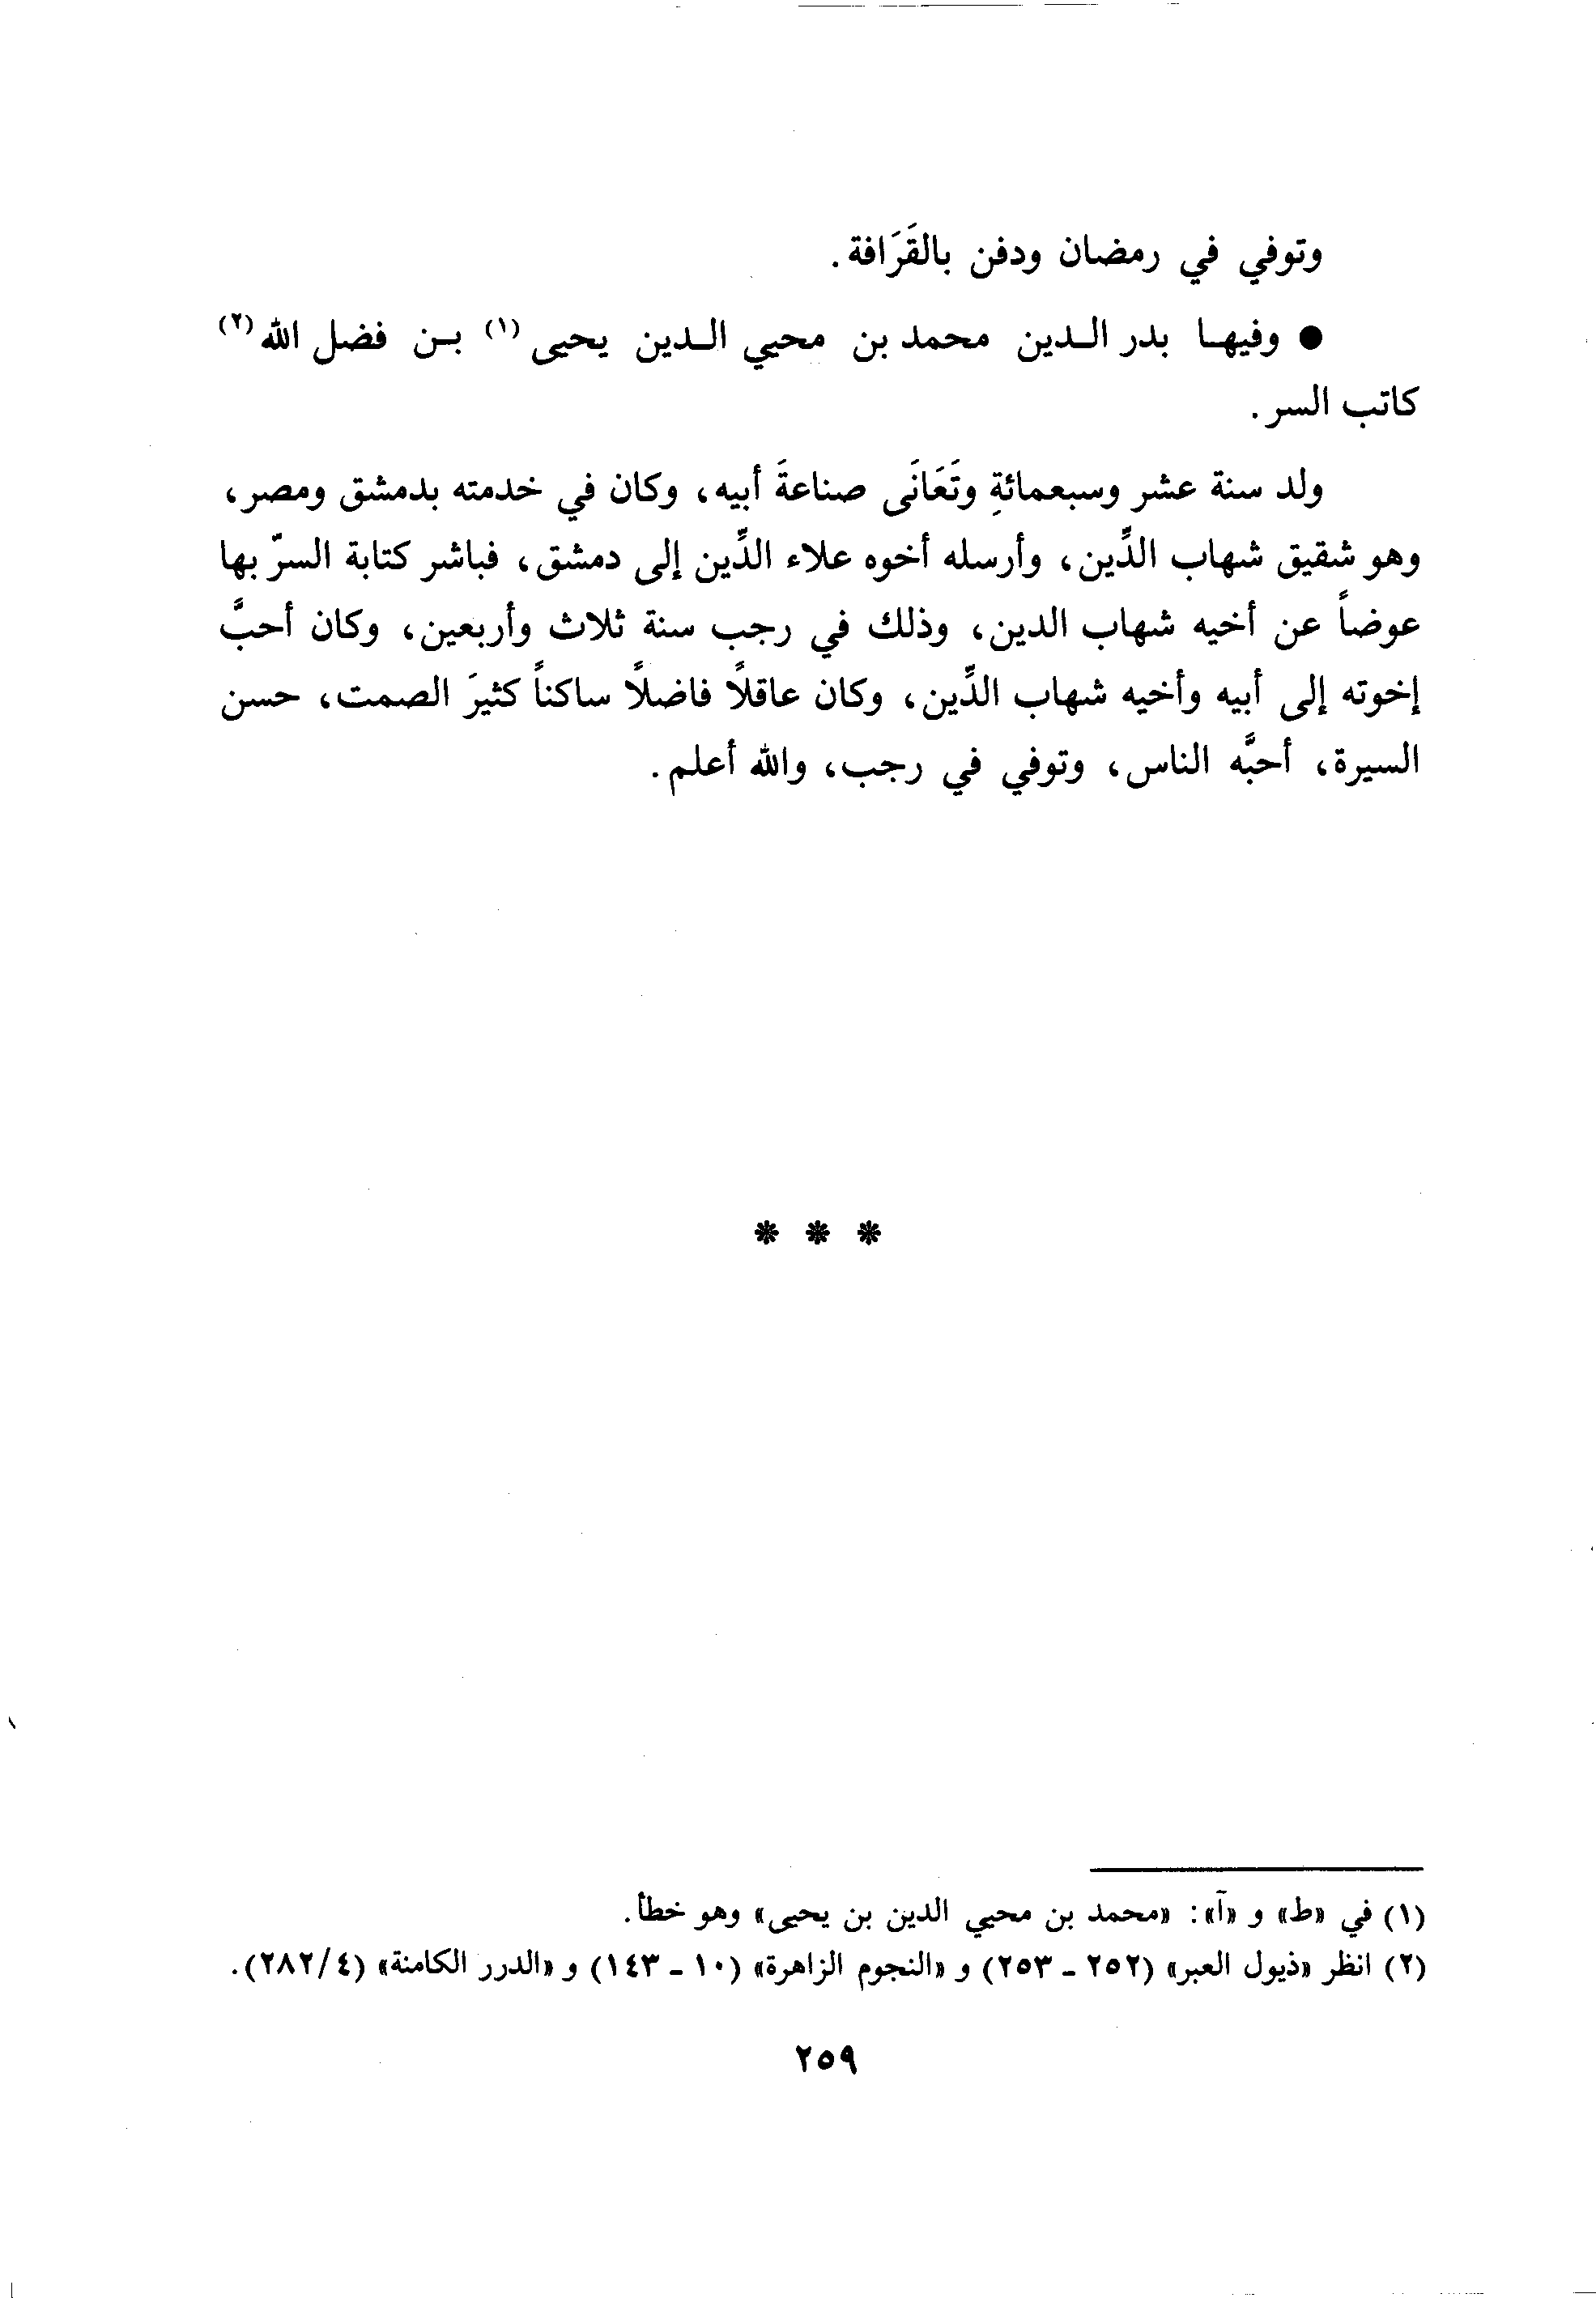 وتوفي في رمضان ودفن بالقَرَافة.
● وفيها بدر الدين محمد بن محيي الدين يحيى (١) بن فضل الله (٢)
كاتب السر.
ولد سنة عشر وسبعمائةِ وتَعَانَى صناعةَ أبيه، وكان في خدمته بدمشق ومصر،
وهو شقيق شهاب الدِّين، وأرسله أخوه علاء الدِّين إلى دمشق، فباشر كتابة السرّ بها
عوضاً عن أخيه شهاب الدين، وذلك في رجب سنة ثلاث وأربعين، وكان أحبَّ
إخوته إلى أبيه وأخيه شهاب الدِّين، وكان عاقلاً فاضلاً ساكناً كثيرَ الصمت، حسن
السيرة، أحبَّه الناس، وتوفي في رجب، والله أعلم.
* * *
(١) في «ط» و «آ»: «محمد بن محيي الدين بن يحيى» وهو خطأ.
(٢) انظر «ذيول العبر» (٢٥٢ ـ ٢٥٣) و «النجوم الزاهرة» (١٠ ـ ١٤٣) و «الدرر الكامنة» (٤/٢٨٢).
٢٥٩